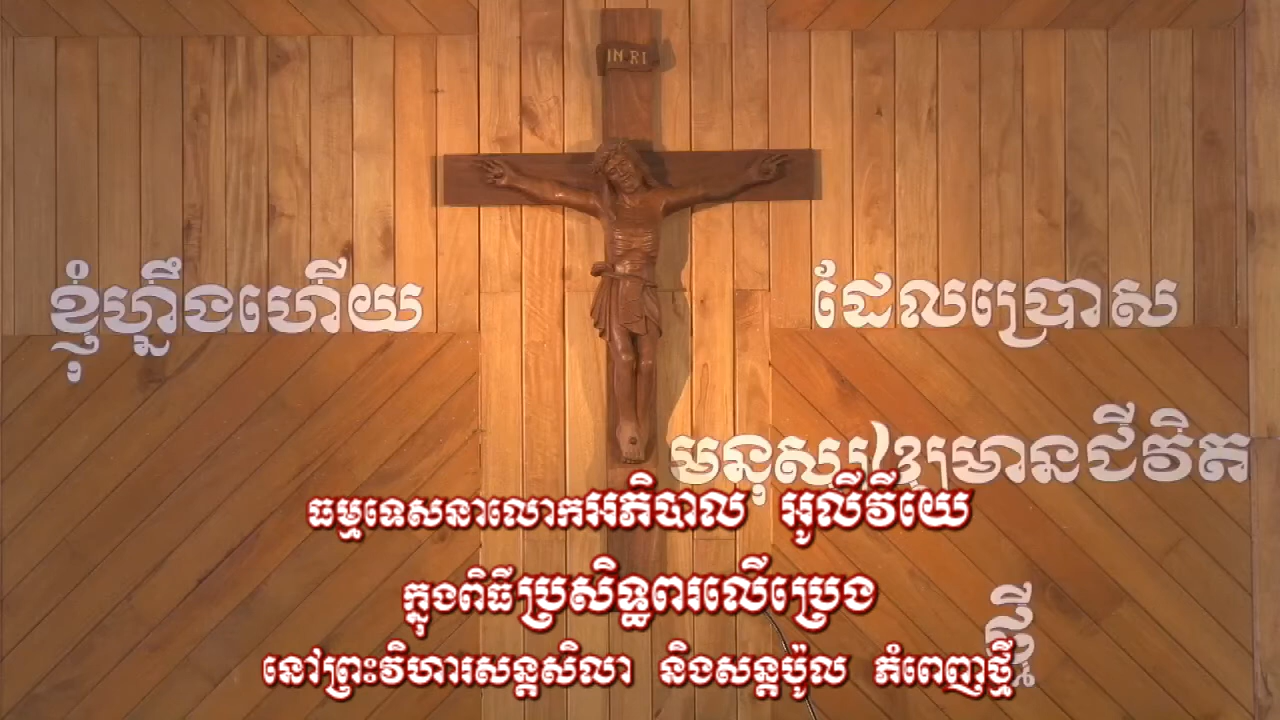 INRI
ខ្ញុំហ្នឹងហើយ
ដែលប្រោស
មនុស្សឲ្យមានជីវិត
ធម្មទេសនាលោកអភិបាល អូលីវីយេ
ថ្មី
ក្នុងពិធីប្រសិទ្ធពរលើប្រេង
នៅព្រះវិហារសន្តសិលា និងសន្តប៉ូល ភំពេញថ្មី